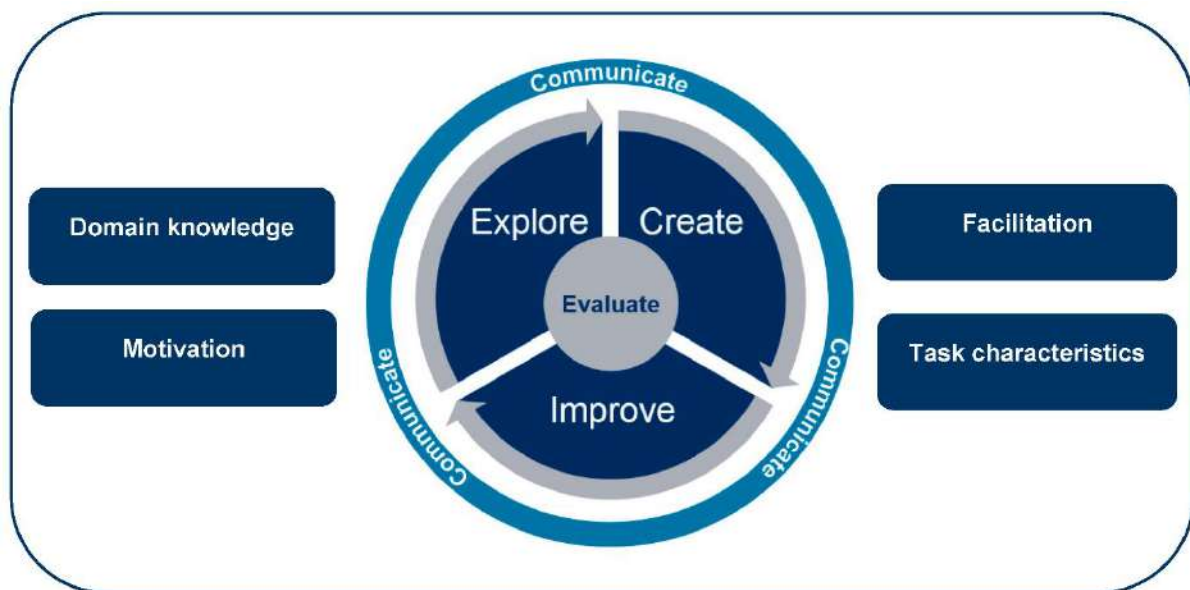 Communicate
Domain knowledge
Motivation
Explore
Create
Evaluate
Improve
Communicate
Communicate
Facilitation
Task characteristics